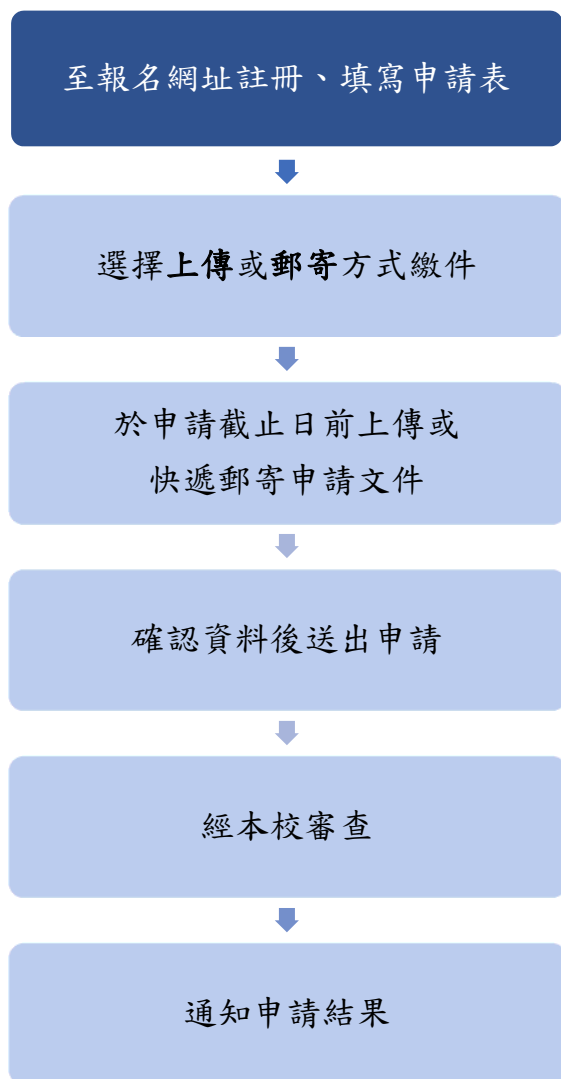 至報名網址註冊、填寫申請表
選擇上傳或郵寄方式繳件
於申請截止日前上傳或
快遞郵寄申請文件
確認資料後送出申請
經本校審查
通知申請結果